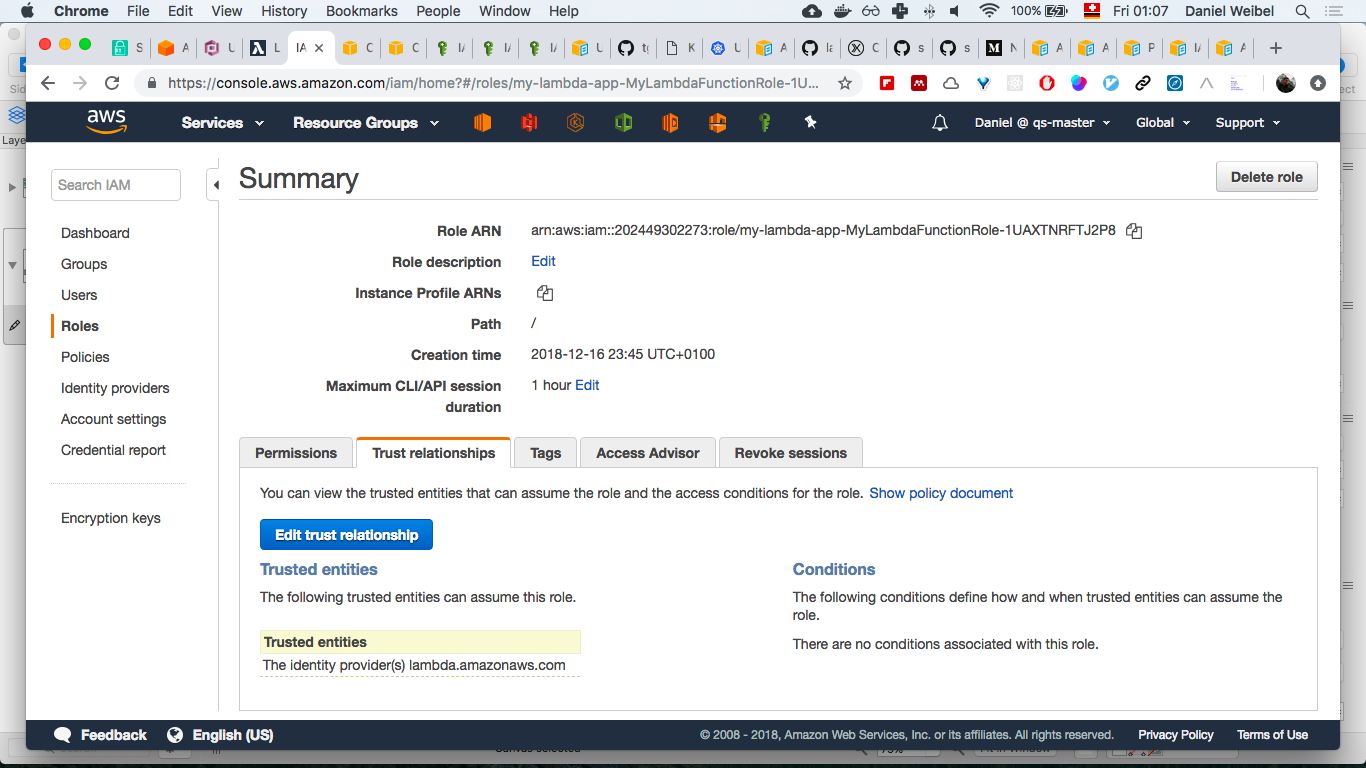 Chrome File Edit View History Bookmarks People Window Help 100% Fri 01:07 Daniel Weibel
S A U L IA C C IA IA IA U tg C K U A la C s s N A A P IA A
https://console.aws.amazon.com/iam/home?#/roles/my-lambda-app-MyLambdaFunctionRole-1U...
aws Services Resource Groups Daniel @ qs-master Global Support
Search IAM
Dashboard
Groups
Users
Roles
Policies
Identity providers
Account settings
Credential report
Encryption keys
Summary
Delete role
Role ARN arn:aws:iam::202449302273:role/my-lambda-app-MyLambdaFunctionRole-1UAXTNRFTJ2P8
Role description Edit
Instance Profile ARNs
Path /
Creation time 2018-12-16 23:45 UTC+0100
Maximum CLI/API session 1 hour Edit
duration
Permissions Trust relationships Tags Access Advisor Revoke sessions
You can view the trusted entities that can assume the role and the access conditions for the role. Show policy document
Edit trust relationship
Trusted entities
The following trusted entities can assume this role.
Trusted entities
The identity provider(s) lambda.amazonaws.com
Conditions
The following conditions define how and when trusted entities can assume the
role.
There are no conditions associated with this role.
Feedback English (US) © 2008 - 2018, Amazon Web Services, Inc. or its affiliates. All rights reserved. Privacy Policy Terms of Use